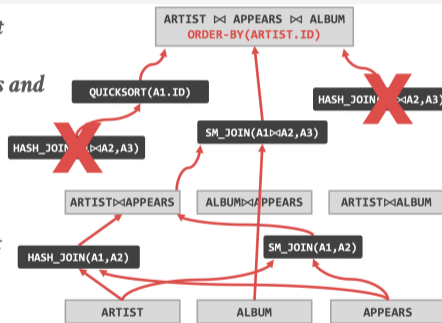 t
s and
t
ARTIST ⋈ APPEARS ⋈ ALBUM
ORDER-BY(ARTIST.ID)
QUICKSORT(A1.ID)
HASH_JOIN ⋈A2,A3)
HASH_JOIN ⋈A2,A3)
SM_JOIN(A1⋈A2,A3)
ARTIST⋈APPEARS
ALBUM⋈APPEARS
ARTIST⋈ALBUM
HASH_JOIN(A1,A2)
SM_JOIN(A1,A2)
ARTIST
ALBUM
APPEARS